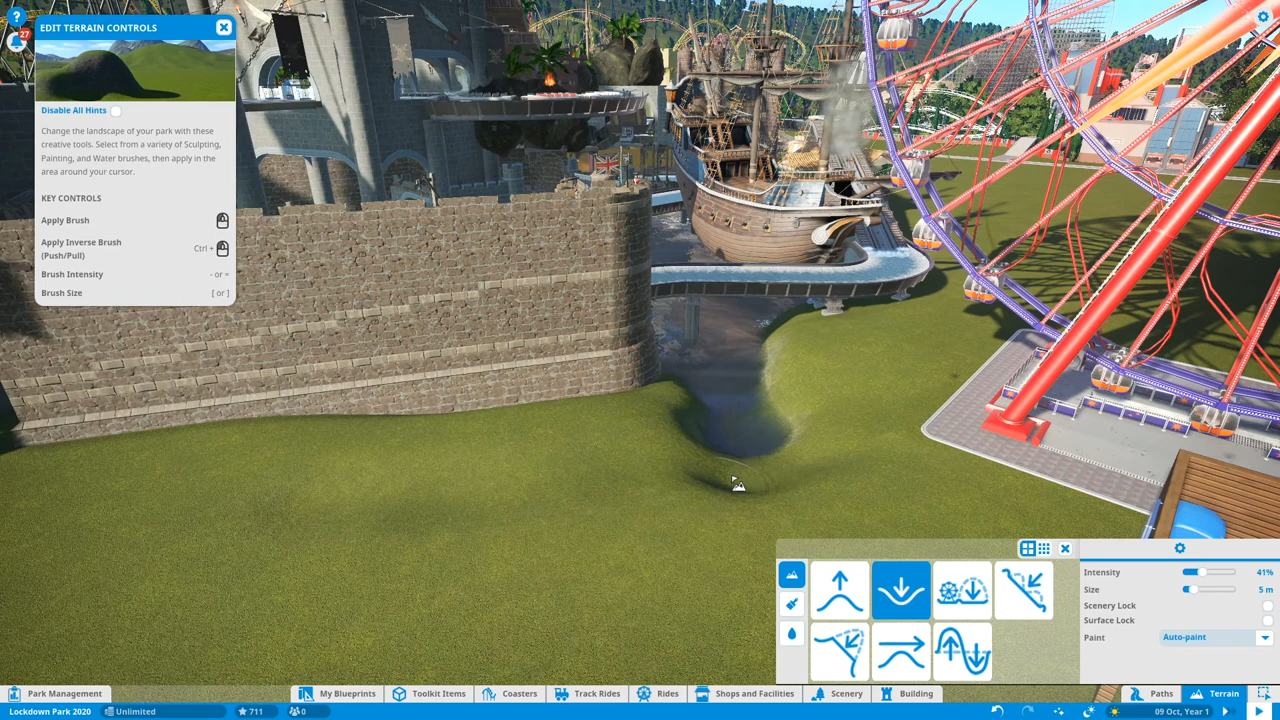 ?
27
EDIT TERRAIN CONTROLS
Disable All Hints
Change the landscape of your park with these
creative tools. Select from a variety of Sculpting,
Painting, and Water brushes, then apply in the
area around your cursor.
KEY CONTROLS
Apply Brush
Apply Inverse Brush
(Push/Pull)
Ctrl +
Brush Intensity
- or =
Brush Size
[ or ]
Intensity
41%
Size
5 m
Scenery Lock
Surface Lock
Paint
Auto-paint
Park Management
My Blueprints
Toolkit Items
Coasters
Track Rides
Rides
Shops and Facilities
Scenery
Building
Paths
Terrain
Lockdown Park 2020
Unlimited
711
0
09 Oct, Year 1